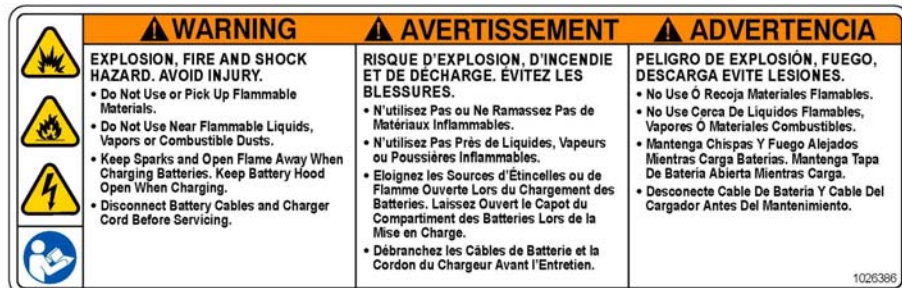 WARNING
EXPLOSION, FIRE AND SHOCK
HAZARD. AVOID INJURY.
• Do Not Use or Pick Up Flammable
Materials.
• Do Not Use Near Flammable Liquids,
Vapors or Combustible Dusts.
• Keep Sparks and Open Flame Away When
Charging Batteries. Keep Battery Hood
Open When Charging.
• Disconnect Battery Cables and Charger
Cord Before Servicing.
AVERTISSEMENT
RISQUE D'EXPLOSION, D'INCENDIE
ET DE DÉCHARGE. ÉVITEZ LES
BLESSURES.
• N'utilisez Pas ou Ne Ramassez Pas de
Matériaux Inflammables.
• N'utilisez Pas Près de Liquides, Vapeurs
ou Poussières Inflammables.
• Eloignez les Sources d'Étincelles ou de
Flamme Ouverte Lors du Chargement des
Batteries. Laissez Ouvert le Capot du
Compartiment des Batteries Lors de la
Mise en Charge.
• Débranchez les Câbles de Batterie et la
Cordon du Chargeur Avant l'Entretien.
ADVERTENCIA
PELIGRO DE EXPLOSIÓN, FUEGO,
DESCARGA EVITE LESIONES.
• No Use Ó Recoja Materiales Flamables.
• No Use Cerca De Liquidos Flamables,
Vapores Ó Materiales Combustibles.
• Mantenga Chispas Y Fuego Alejados
Mientras Carga Baterias. Mantenga Tapa
De Bateria Abierta Mientras Carga.
• Desconecte Cable De Bateria Y Cable Del
Cargador Antes Del Mantenimiento.
1026386